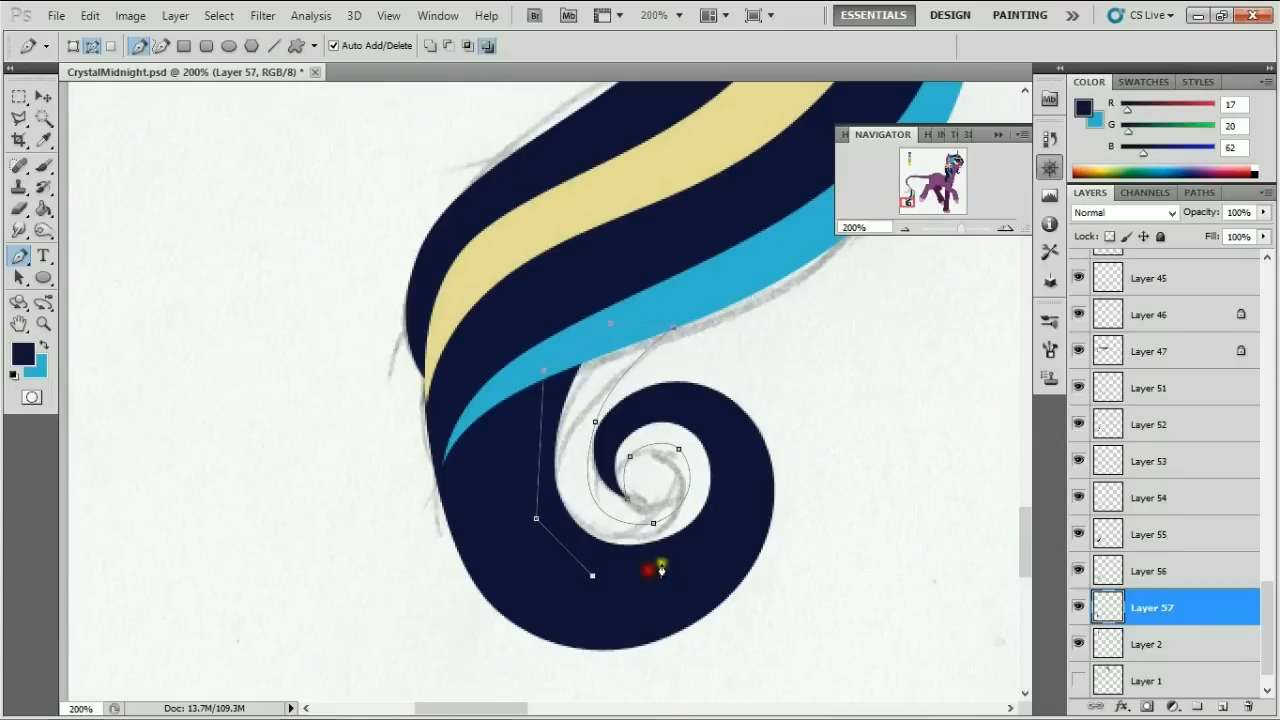 Ps File Edit Image Layer Select Filter Analysis 3D View Window Help Br Mb 200% ESSENTIALS DESIGN PAINTING CS Live
Auto Add/Delete
CrystalMidnight.psd @ 200% (Layer 57, RGB/8) *
COLOR SWATCHES STYLES
R 17
G 20
B 62
Mb
NAVIGATOR
200%
LAYERS CHANNELS PATHS
Normal Opacity: 100%
Lock: Fill: 100%
Layer 45
Layer 46
Layer 47
Layer 51
Layer 52
Layer 53
Layer 54
Layer 55
Layer 56
Layer 57
Layer 2
Layer 1
T
200% Doc: 13.7M/109.3M
fx